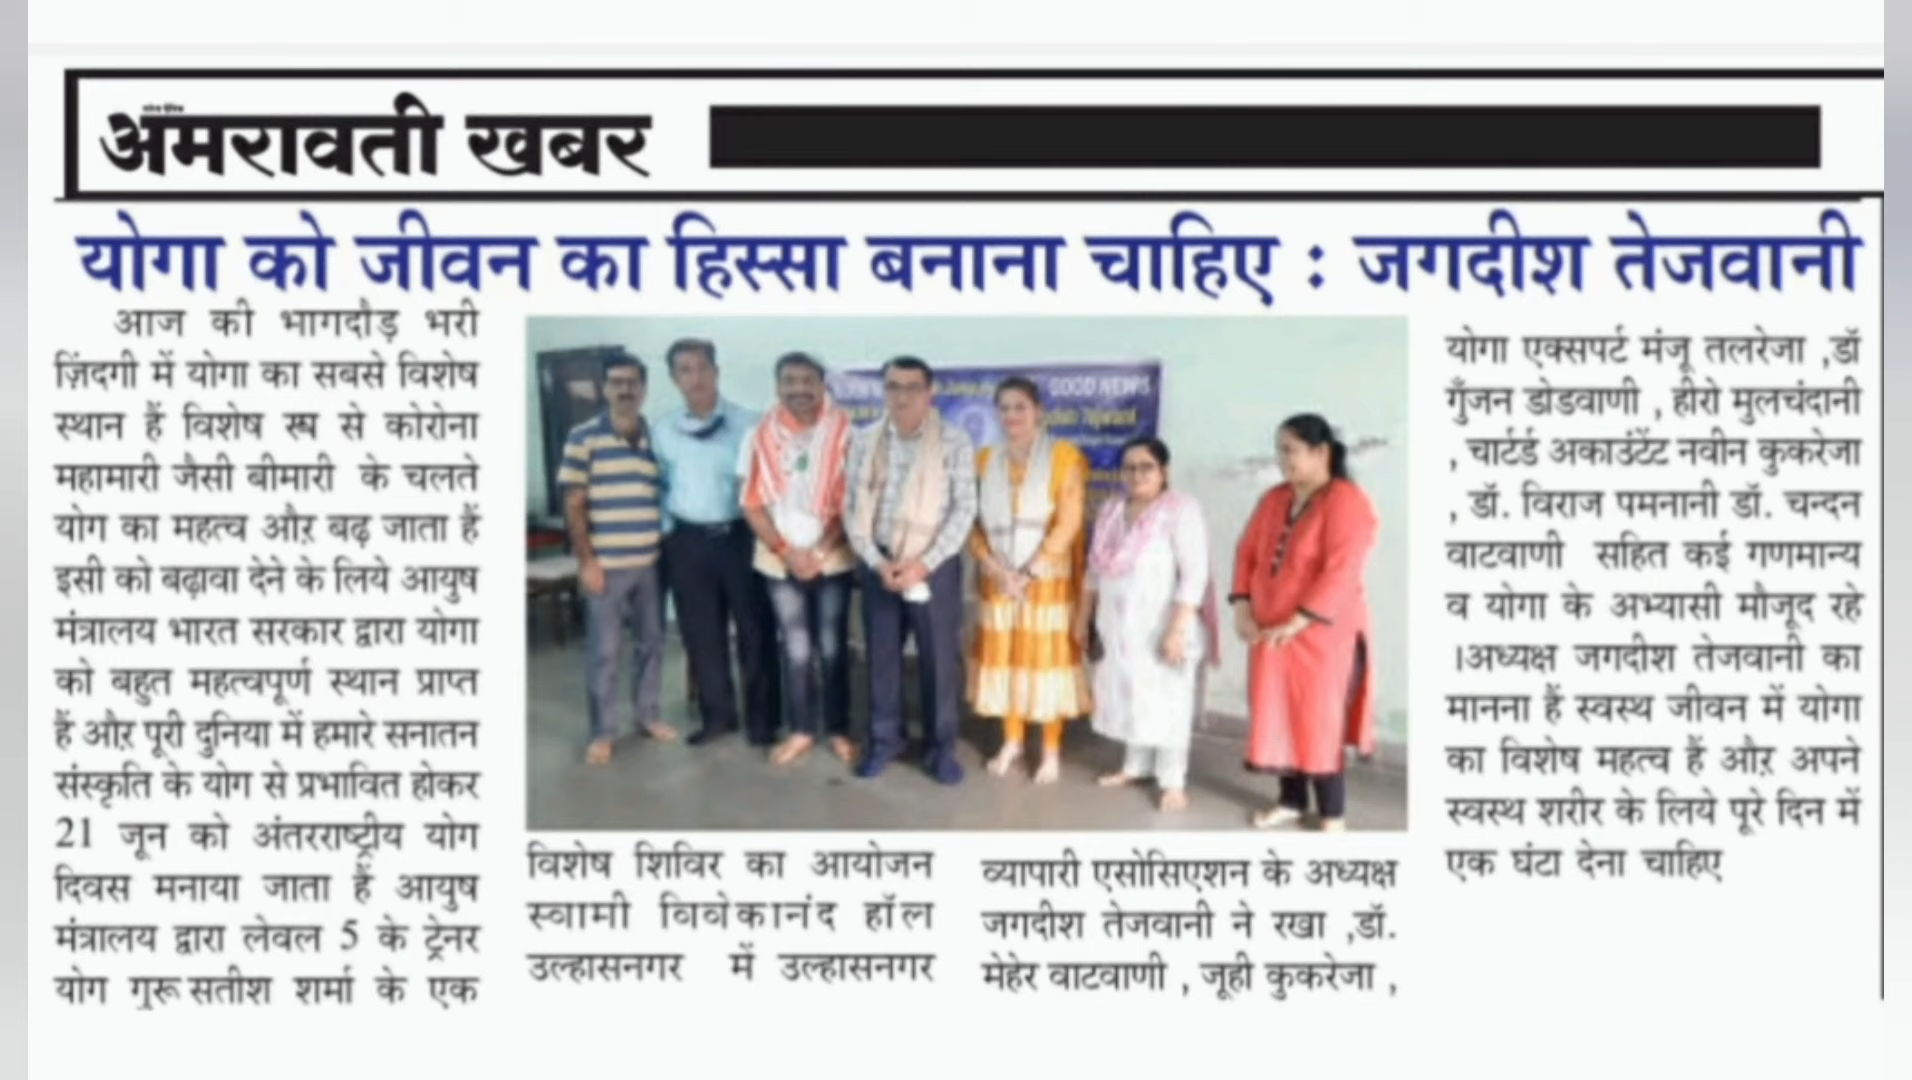 अमरावती खबर
योगा को जीवन का हिस्सा बनाना चाहिए : जगदीश तेजवानी
आज की भागदौड़ भरी
ज़िंदगी में योगा का सबसे विशेष
स्थान हैं विशेष रूप से कोरोना
महामारी जैसी बीमारी के चलते
योग का महत्व और बढ़ जाता हैं
इसी को बढ़ावा देने के लिये आयुष
मंत्रालय भारत सरकार द्वारा योगा
को बहुत महत्वपूर्ण स्थान प्राप्त
हैं और पूरी दुनिया में हमारे सनातन
संस्कृति के योग से प्रभावित होकर
21 जून को अंतरराष्ट्रीय योग
दिवस मनाया जाता हैं आयुष
मंत्रालय द्वारा लेवल 5 के ट्रेनर
योग गुरू सतीश शर्मा के एक
GOOD NEWS
विशेष शिविर का आयोजन
स्वामी विवेकानंद हॉल
उल्हासनगर में उल्हासनगर
व्यापारी एसोसिएशन के अध्यक्ष
जगदीश तेजवानी ने रखा ,डॉ.
मेहेर वाटवाणी , जूही कुकरेजा ,
योगा एक्सपर्ट मंजू तलरेजा ,डॉ
गुँजन डोडवाणी , हीरो मुलचंदानी
, चार्टर्ड अकाउंटेंट नवीन कुकरेजा
, डॉ. विराज पमनानी डॉ. चन्दन
वाटवाणी सहित कई गणमान्य
व योगा के अभ्यासी मौजूद रहे
।अध्यक्ष जगदीश तेजवानी का
मानना हैं स्वस्थ जीवन में योगा
का विशेष महत्व हैं और अपने
स्वस्थ शरीर के लिये पूरे दिन में
एक घंटा देना चाहिए